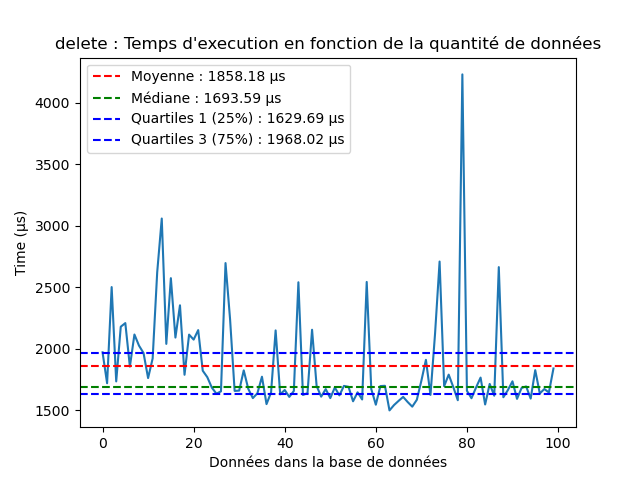 delete : Temps d'execution en fonction de la quantité de données
Moyenne : 1858.18 µs
Médiane : 1693.59 µs
Quartiles 1 (25%) : 1629.69 µs
Quartiles 3 (75%) : 1968.02 µs
4000
3500
3000
2500
2000
1500
Time (µs)
0 20 40 60 80 100
Données dans la base de données